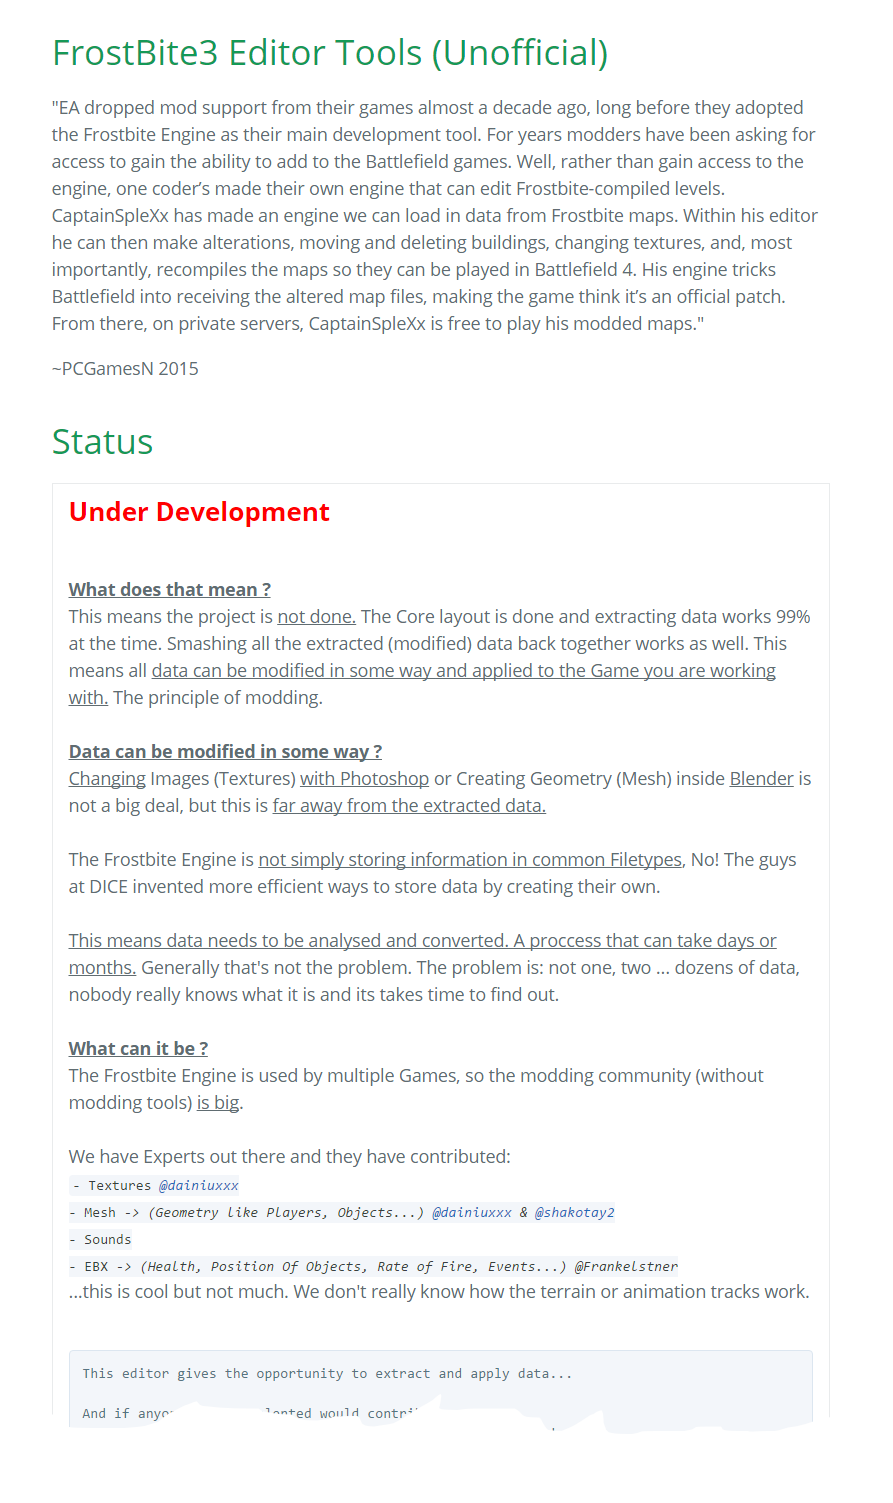 FrostBite3 Editor Tools (Unofficial)
"EA dropped mod support from their games almost a decade ago, long before they adopted
the Frostbite Engine as their main development tool. For years modders have been asking for
access to gain the ability to add to the Battlefield games. Well, rather than gain access to the
engine, one coder’s made their own engine that can edit Frostbite-compiled levels.
CaptainSpleXx has made an engine we can load in data from Frostbite maps. Within his editor
he can then make alterations, moving and deleting buildings, changing textures, and, most
importantly, recompiles the maps so they can be played in Battlefield 4. His engine tricks
Battlefield into receiving the altered map files, making the game think it’s an official patch.
From there, on private servers, CaptainSpleXx is free to play his modded maps."
~PCGamesN 2015
Status
Under Development
What does that mean ?
This means the project is not done. The Core layout is done and extracting data works 99%
at the time. Smashing all the extracted (modified) data back together works as well. This
means all data can be modified in some way and applied to the Game you are working
with. The principle of modding.
Data can be modified in some way ?
Changing Images (Textures) with Photoshop or Creating Geometry (Mesh) inside Blender is
not a big deal, but this is far away from the extracted data.
The Frostbite Engine is not simply storing information in common Filetypes, No! The guys
at DICE invented more efficient ways to store data by creating their own.
This means data needs to be analysed and converted. A proccess that can take days or
months. Generally that's not the problem. The problem is: not one, two ... dozens of data,
nobody really knows what it is and its takes time to find out.
What can it be ?
The Frostbite Engine is used by multiple Games, so the modding community (without
modding tools) is big.
We have Experts out there and they have contributed:
- Textures @dainiuxxx
- Mesh -> (Geometry like Players, Objects...) @dainiuxxx & @shakotay2
- Sounds
- EBX -> (Health, Position Of Objects, Rate of Fire, Events...) @Frankelstner
...this is cool but not much. We don't really know how the terrain or animation tracks work.
This editor gives the opportunity to extract and apply data...
And if would